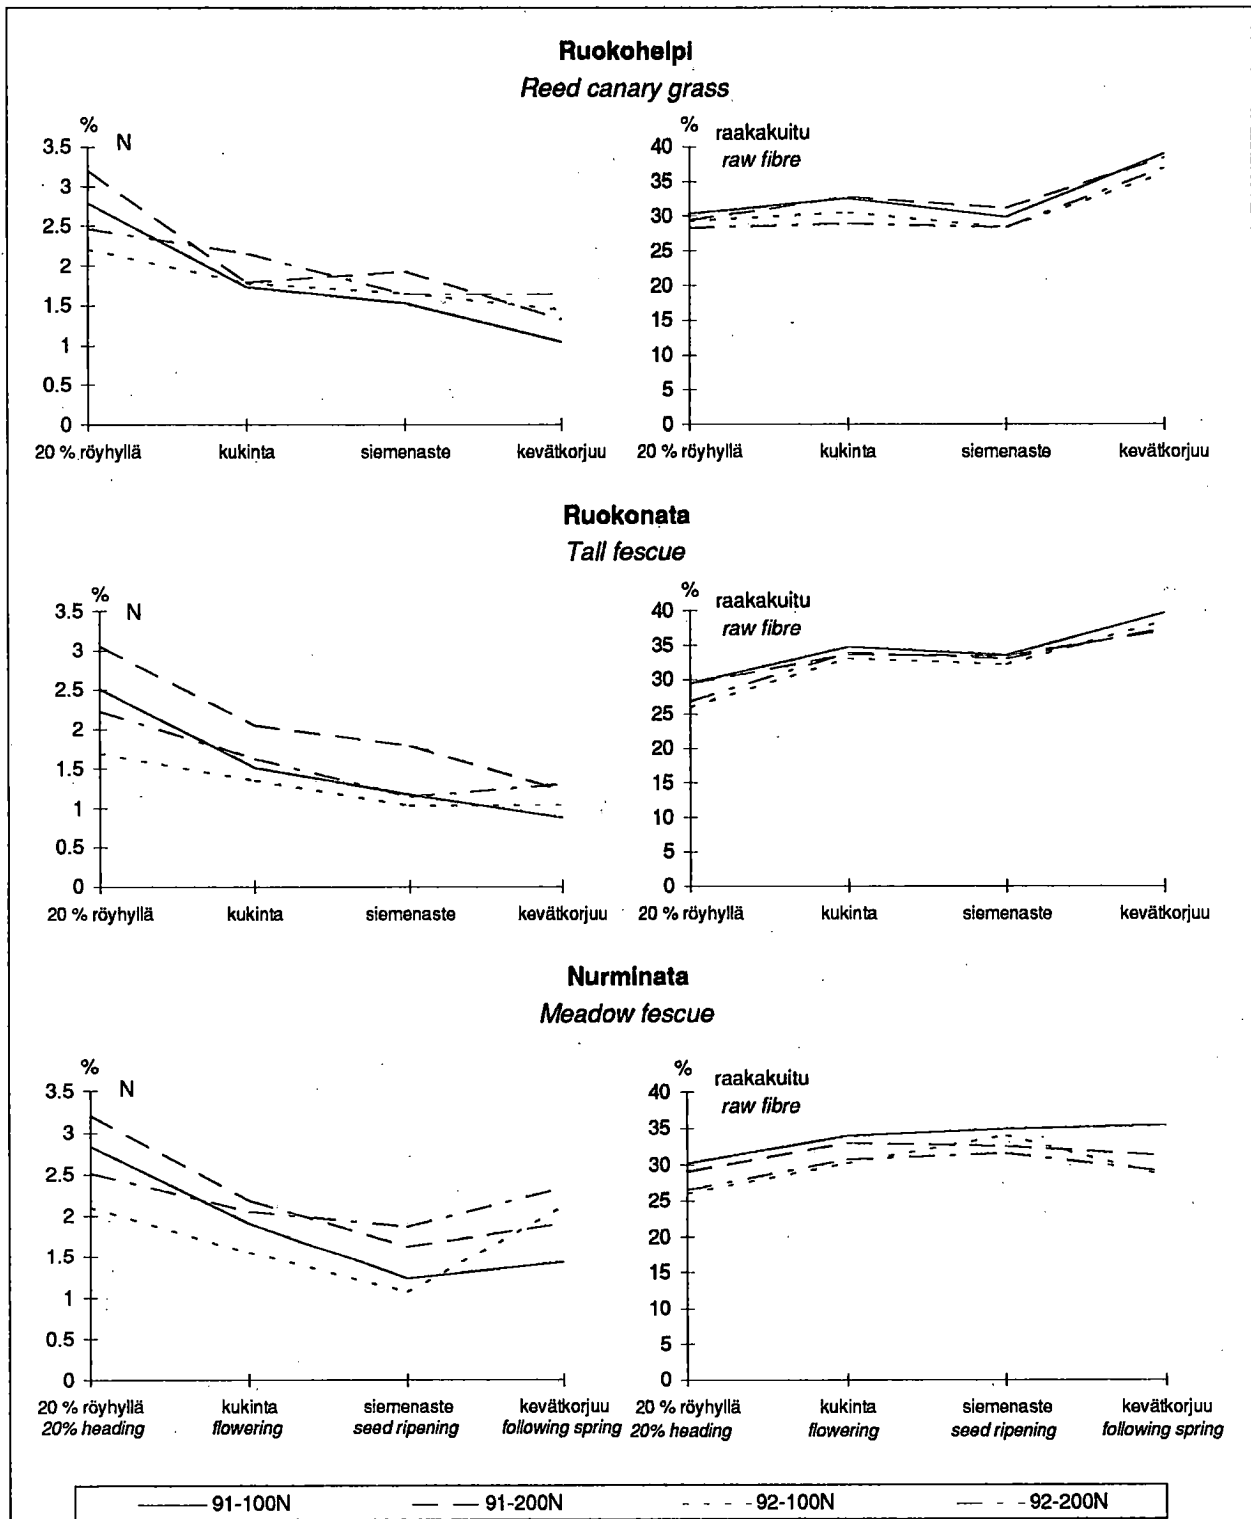 Ruokohelpi
Reed canary grass
% N
3.5
3
2.5
2
1.5
1
0.5
0
20 % röyhyllä kukinta siemenaste kevätkorjuu
% raakakuitu
raw fibre
40
35
30
25
20
15
10
5
0
20 % röyhyllä kukinta siemenaste kevätkorjuu
Ruokonata
Tall fescue
% N
3.5
3
2.5
2
1.5
1
0.5
0
20 % röyhyllä kukinta siemenaste kevätkorjuu
% raakakuitu
raw fibre
40
35
30
25
20
15
10
5
0
20 % röyhyllä kukinta siemenaste kevätkorjuu
Nurminata
Meadow fescue
% N
3.5
3
2.5
2
1.5
1
0.5
0
20 % röyhyllä kukinta siemenaste kevätkorjuu
20% heading flowering seed ripening following spring
% raakakuitu
raw fibre
40
35
30
25
20
15
10
5
0
20 % röyhyllä kukinta siemenaste kevätkorjuu
20% heading flowering seed ripening following spring
91-100N 91-200N 92-100N 92-200N